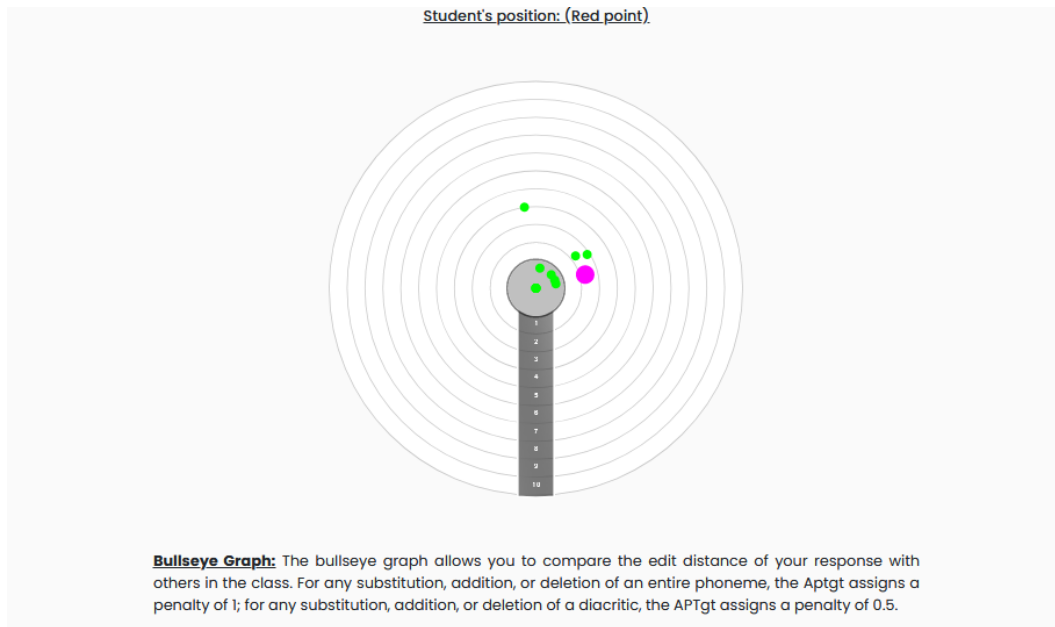 Student's position: (Red point)
1
2
3
4
5
6
7
8
9
10
Bullseye Graph: The bullseye graph allows you to compare the edit distance of your response with
others in the class. For any substitution, addition, or deletion of an entire phoneme, the Aptgt assigns a
penalty of 1; for any substitution, addition, or deletion of a diacritic, the APTgt assigns a penalty of 0.5.